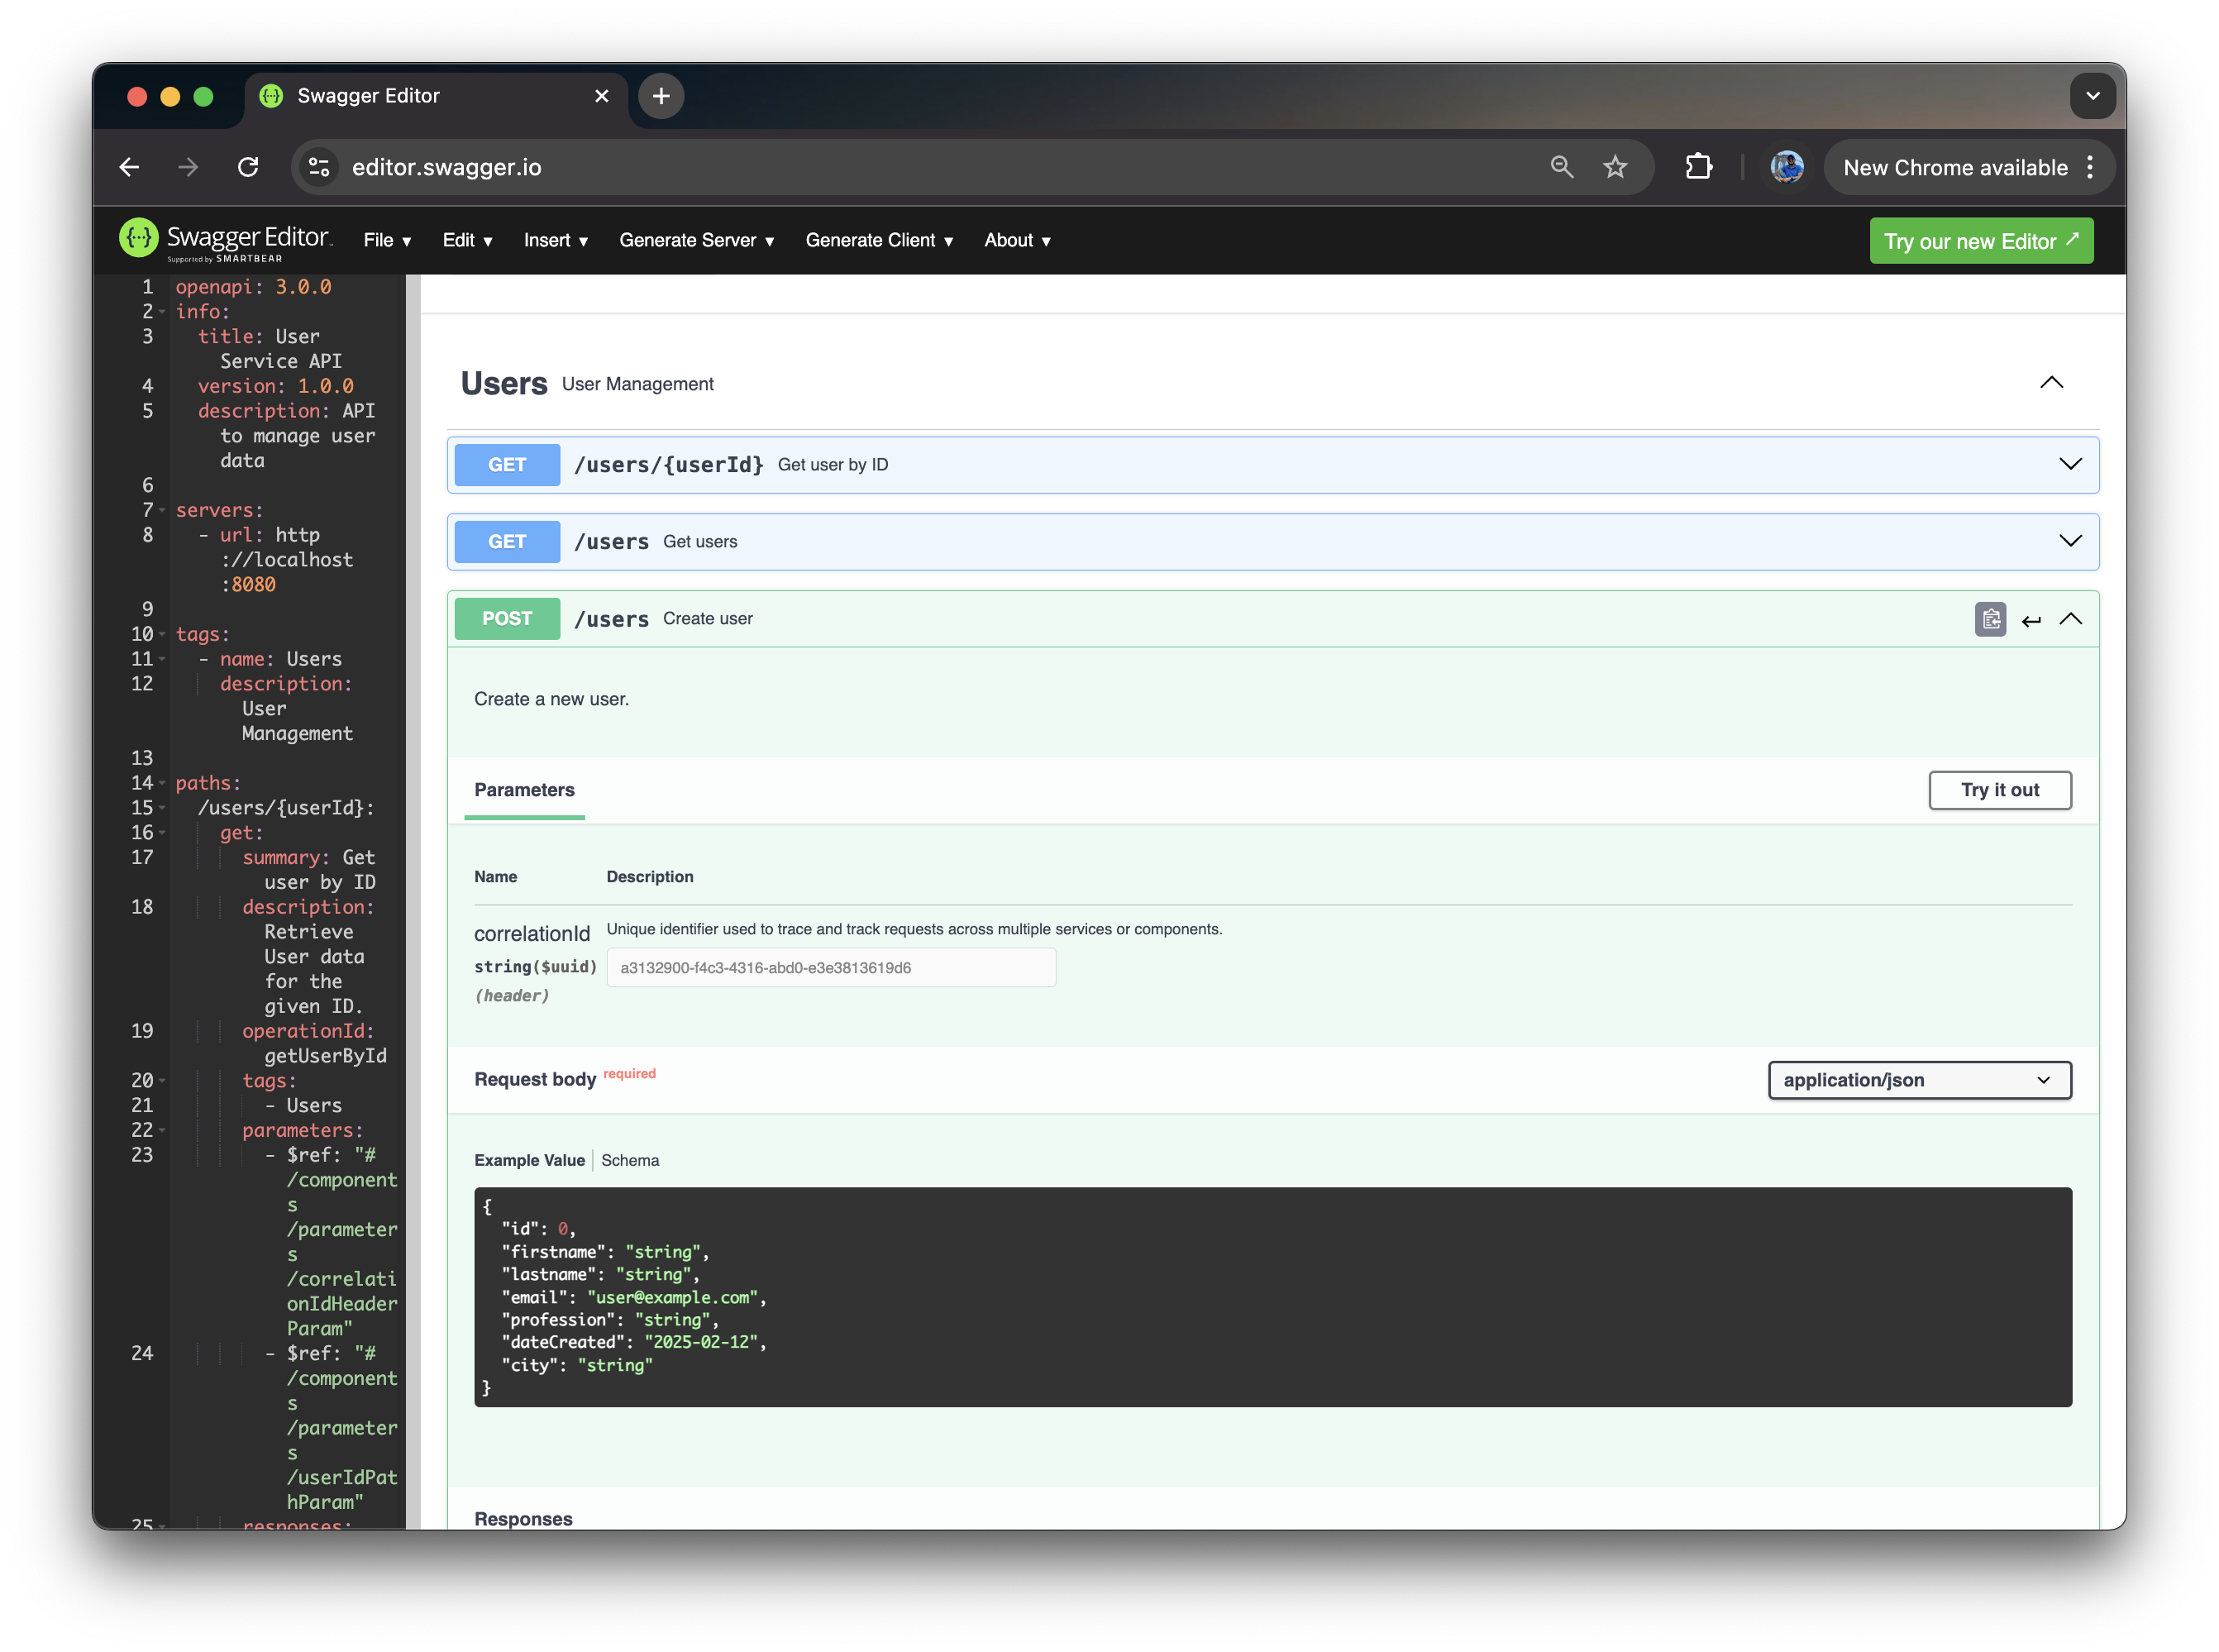 Swagger Editor
editor.swagger.io
New Chrome available
Swagger Editor
Supported by SMARTBEAR
File ▾
Edit ▾
Insert ▾
Generate Server ▾
Generate Client ▾
About ▾
Try our new Editor ↗
1 openapi: 3.0.0
2 info:
3 title: User
Service API
4 version: 1.0.0
5 description: API
to manage user
data
6
7 servers:
8 - url: http
://localhost
:8080
9
10 tags:
11 - name: Users
12 description:
User
Management
13
14 paths:
15 /users/{userId}:
16 get:
17 summary: Get
user by ID
18 description:
Retrieve
User data
for the
given ID.
19 operationId:
getUserById
20 tags:
21 - Users
22 parameters:
23 - $ref: "#
/component
s
/parameter
s
/correlati
onIdHeader
Param"
24 - $ref: "#
/component
s
/parameter
s
/userIdPat
hParam"
25 responses:
Users User Management
GET /users/{userId} Get user by ID
GET /users Get users
POST /users Create user
Create a new user.
Parameters
Try it out
Name Description
correlationId Unique identifier used to trace and track requests across multiple services or components.
string($uuid) a3132900-f4c3-4316-abd0-e3e3813619d6
(header)
Request body required
application/json
Example Value Schema
{
"id": 0,
"firstname": "string",
"lastname": "string",
"email": "user@example.com",
"profession": "string",
"dateCreated": "2025-02-12",
"city": "string"
}
Responses